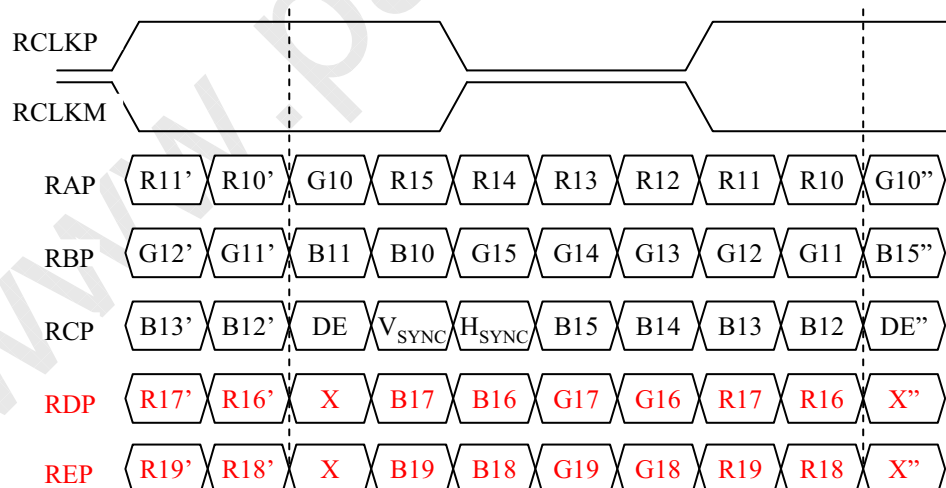 RCLKP
RCLKM
RAP R11’ R10’ G10 R15 R14 R13 R12 R11 R10 G10”
RBP G12’ G11’ B11 B10 G15 G14 G13 G12 G11 B15”
RCP B13’ B12’ DE VSYNC HSYNC B15 B14 B13 B12 DE”
RDP R17’ R16’ X B17 B16 G17 G16 R17 R16 X”
REP R19’ R18’ X B19 B18 G19 G18 R19 R18 X”